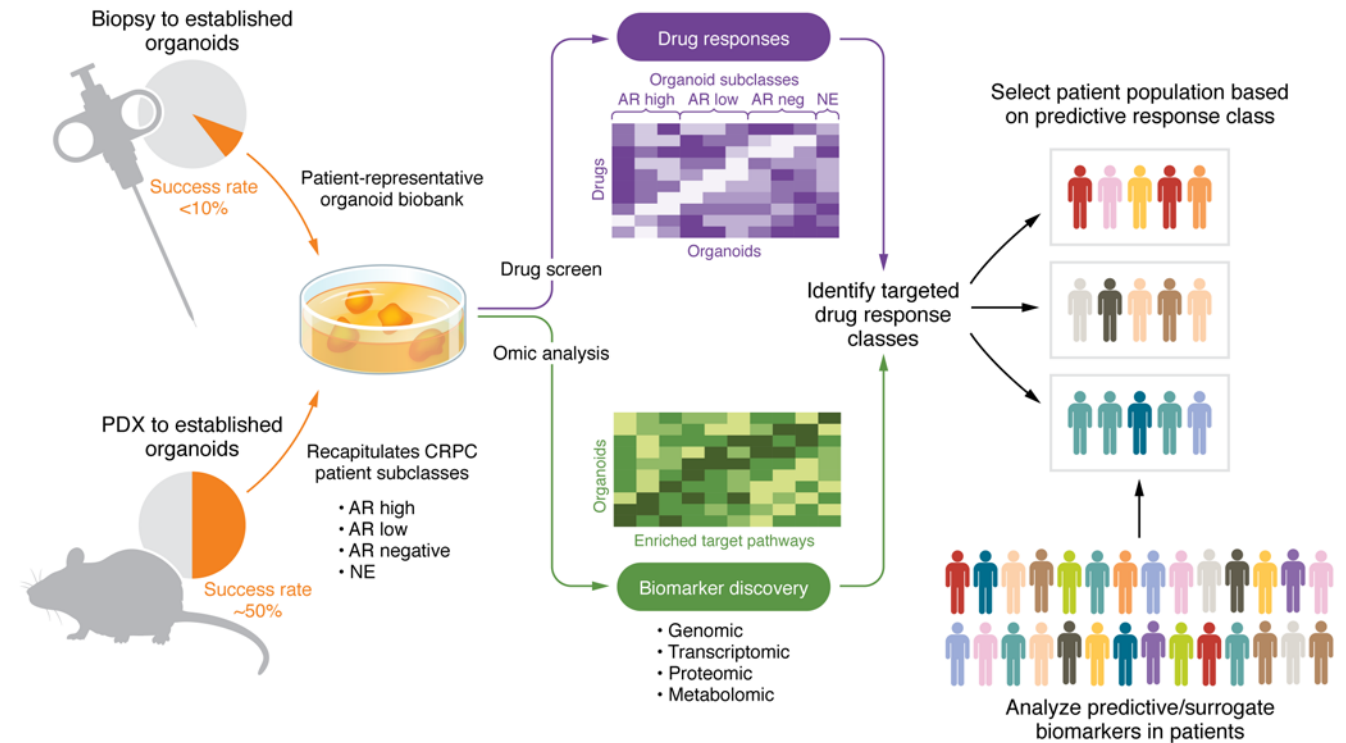 Biopsy to established
organoids
Success rate
<10%
Patient-representative
organoid biobank
PDX to established
organoids
Success rate
~50%
Recapitulates CRPC
patient subclasses
• AR high
• AR low
• AR negative
• NE
Drug screen
Omic analysis
Drug responses
Organoid subclasses
AR high AR low AR neg NE
Drugs
Organoids
Organoids
Enriched target pathways
Biomarker discovery
• Genomic
• Transcriptomic
• Proteomic
• Metabolomic
Identify targeted
drug response
classes
Select patient population based
on predictive response class
Analyze predictive/surrogate
biomarkers in patients